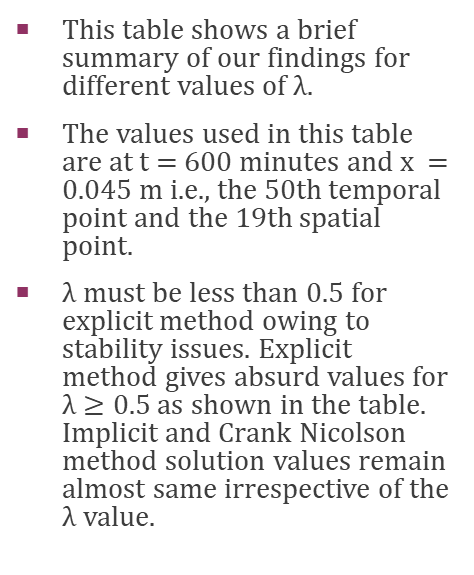 ▪ This table shows a brief
summary of our findings for
different values of λ.
▪ The values used in this table
are at t = 600 minutes and x =
0.045 m i.e., the 50th temporal
point and the 19th spatial
point.
▪ λ must be less than 0.5 for
explicit method owing to
stability issues. Explicit
method gives absurd values for
λ ≥ 0.5 as shown in the table.
Implicit and Crank Nicolson
method solution values remain
almost same irrespective of the
λ value.